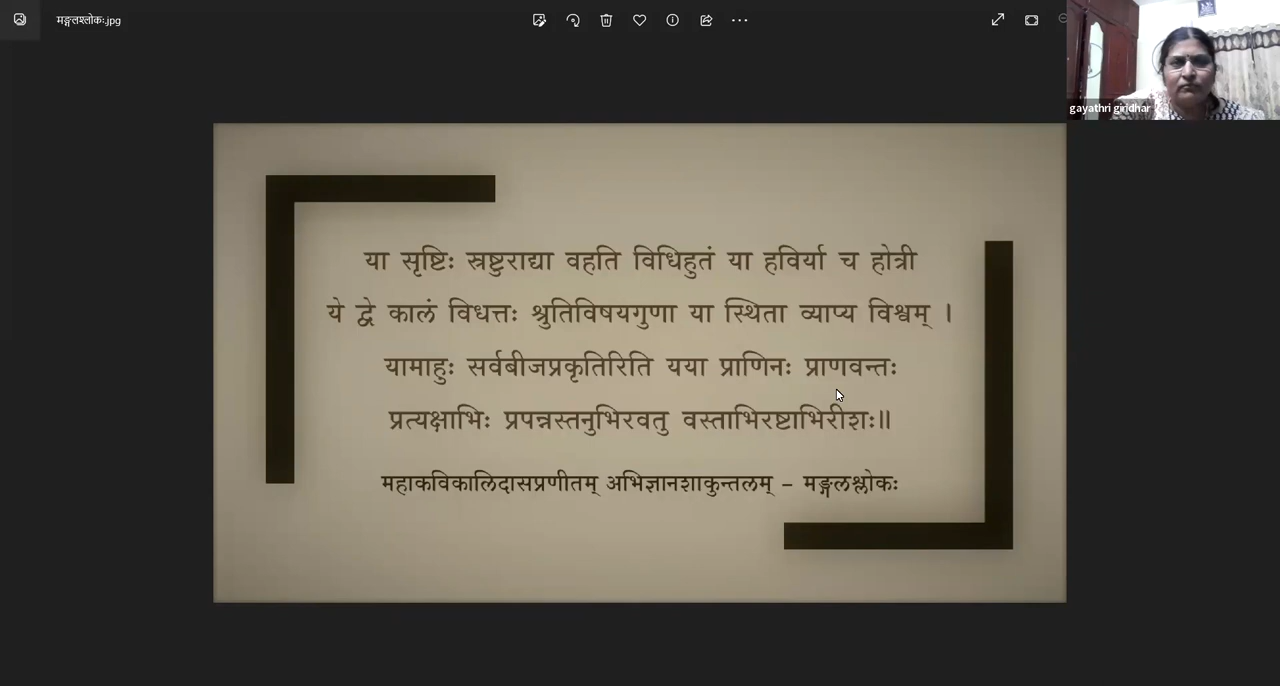 मङ्गलश्लोकः.jpg
gayathri giridhar
या सृष्टिः स्रष्टुराद्या वहति विधिहुतं या हविर्या च होत्री
ये द्वे कालं विधत्तः श्रुतिविषयगुणा या स्थिता व्याप्य विश्वम् ।
यामाहुः सर्वबीजप्रकृतिरिति यया प्राणिनः प्राणवन्तः
प्रत्यक्षाभिः प्रपन्नस्तनुभिरवतु वस्ताभिरष्टाभिरीशः॥
महाकविकालिदासप्रणीतम् अभिज्ञानशाकुन्तलम् – मङ्गलश्लोकः